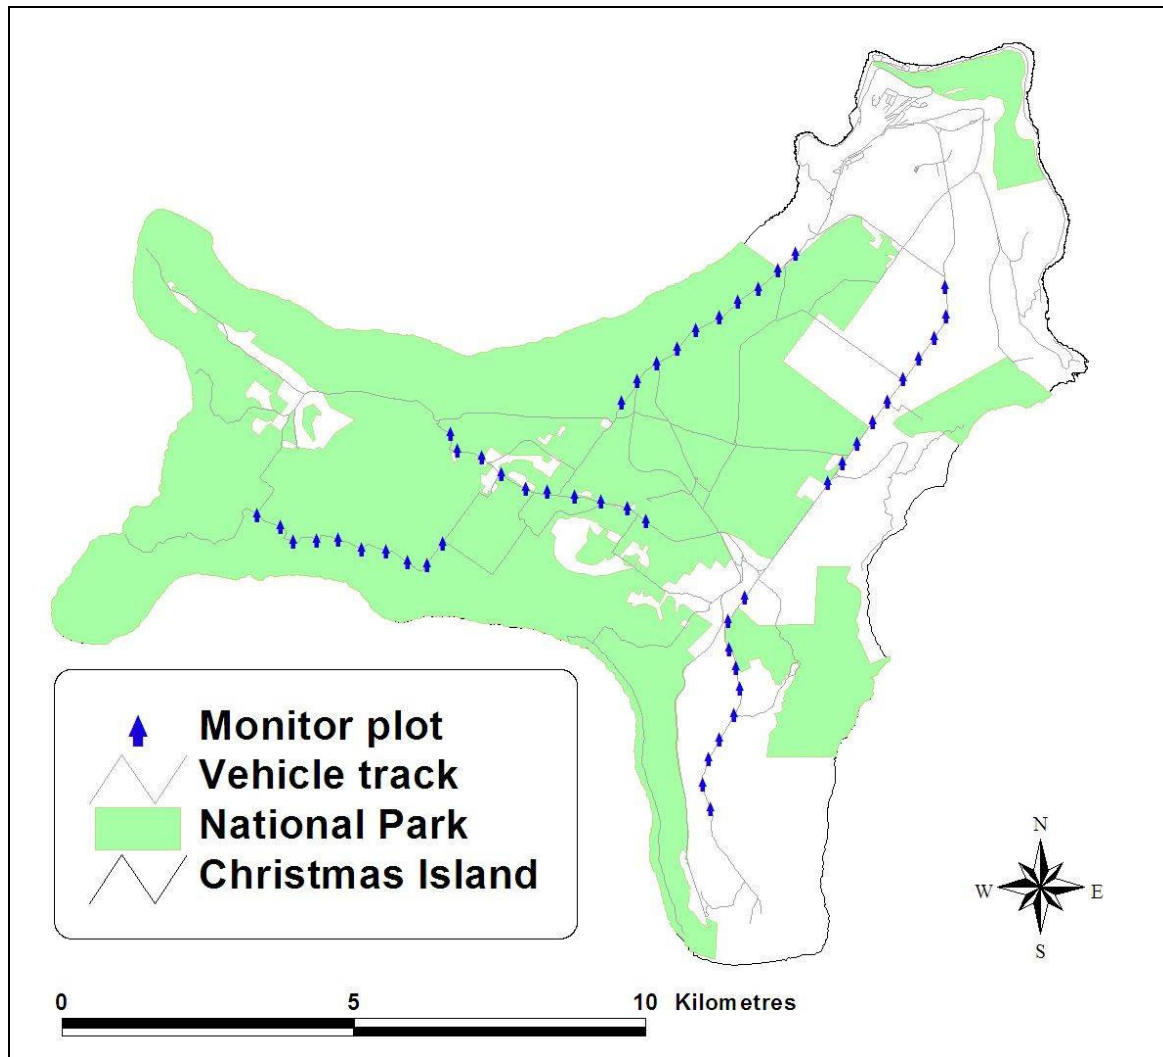 Monitor plot
Vehicle track
National Park
Christmas Island
N
W E
S
0 5 10 Kilometres